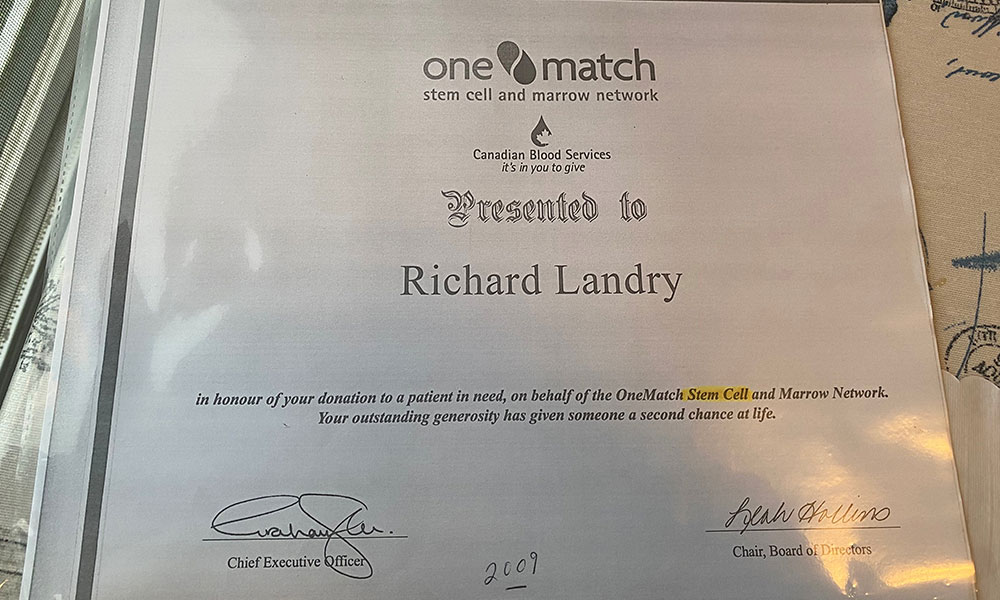 one match
stem cell and marrow network
Canadian Blood Services
it's in you to give
Presented to
Richard Landry
in honour of your donation to a patient in need, on behalf of the OneMatch Stem Cell and Marrow Network.
Your outstanding generosity has given someone a second chance at life.
Leah Hollins
Chief Executive Officer
Chair, Board of Directors
2009